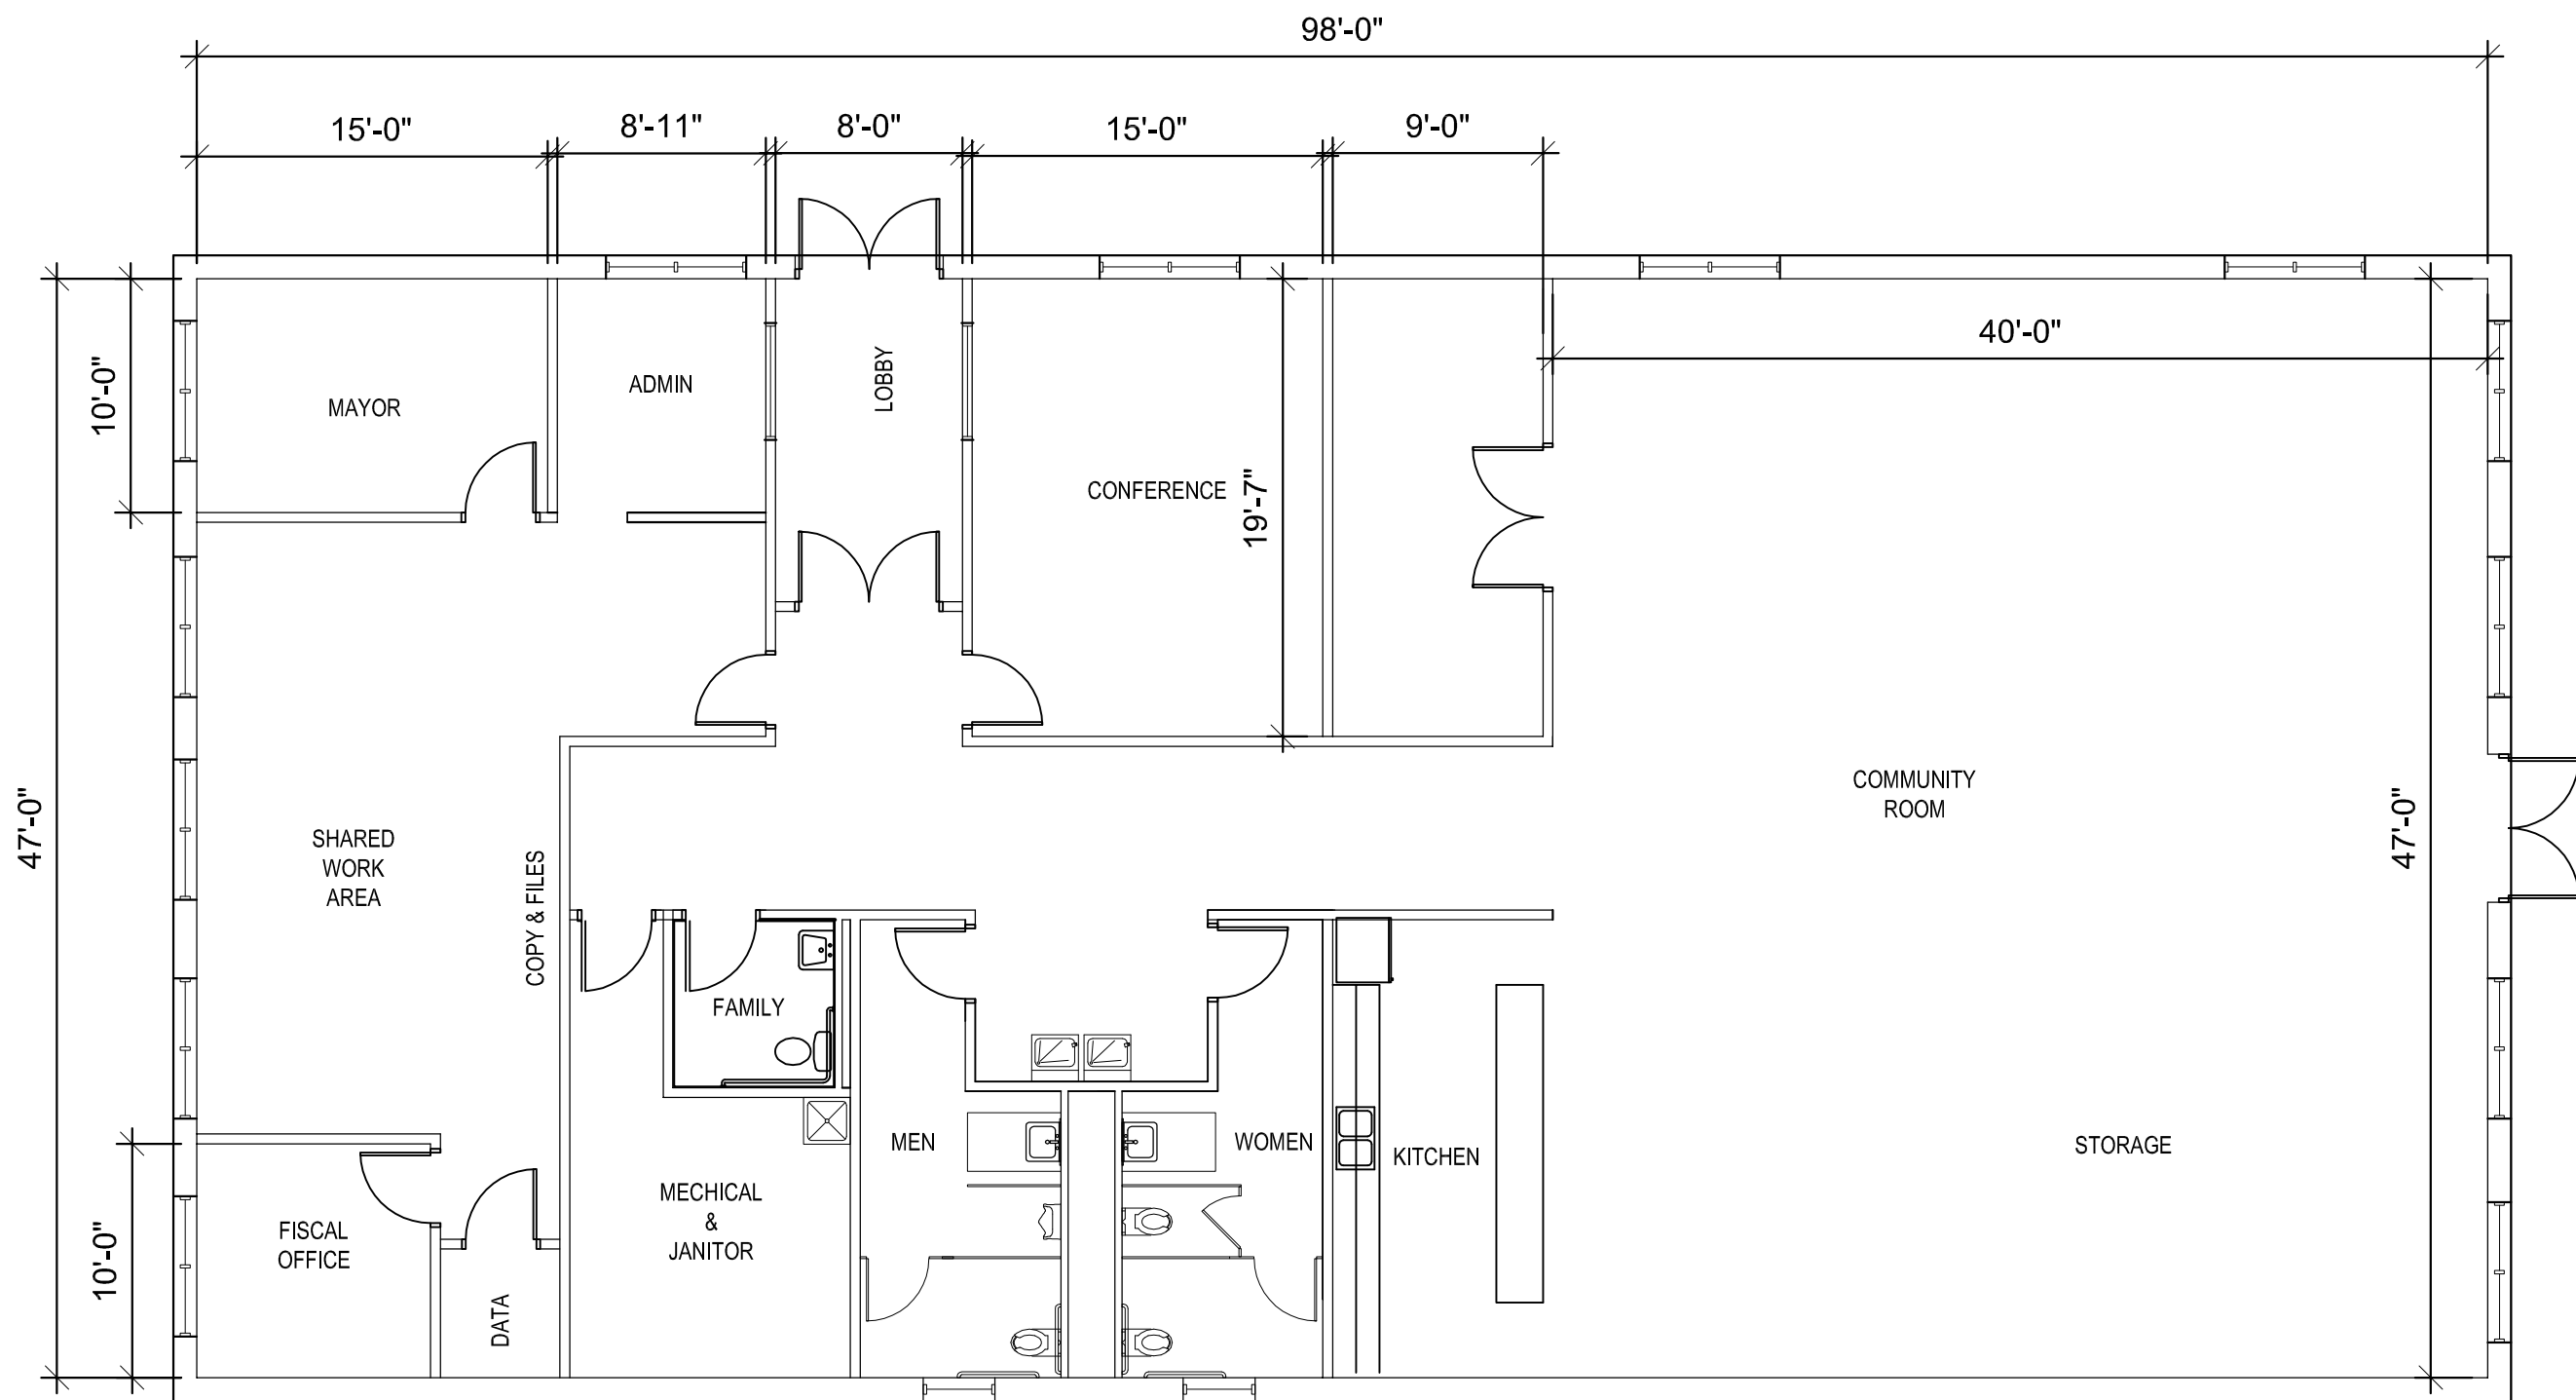 98'-0"
15'-0"
8'-11"
8'-0"
15'-0"
9'-0"
40'-0"
10'-0"
MAYOR
ADMIN
LOBBY
CONFERENCE
19'-7"
47'-0"
SHARED
WORK
AREA
COPY & FILES
COMMUNITY
ROOM
47'-0"
FAMILY
MEN
WOMEN
KITCHEN
STORAGE
MECHICAL
&
JANITOR
10'-0"
FISCAL
OFFICE
DATA